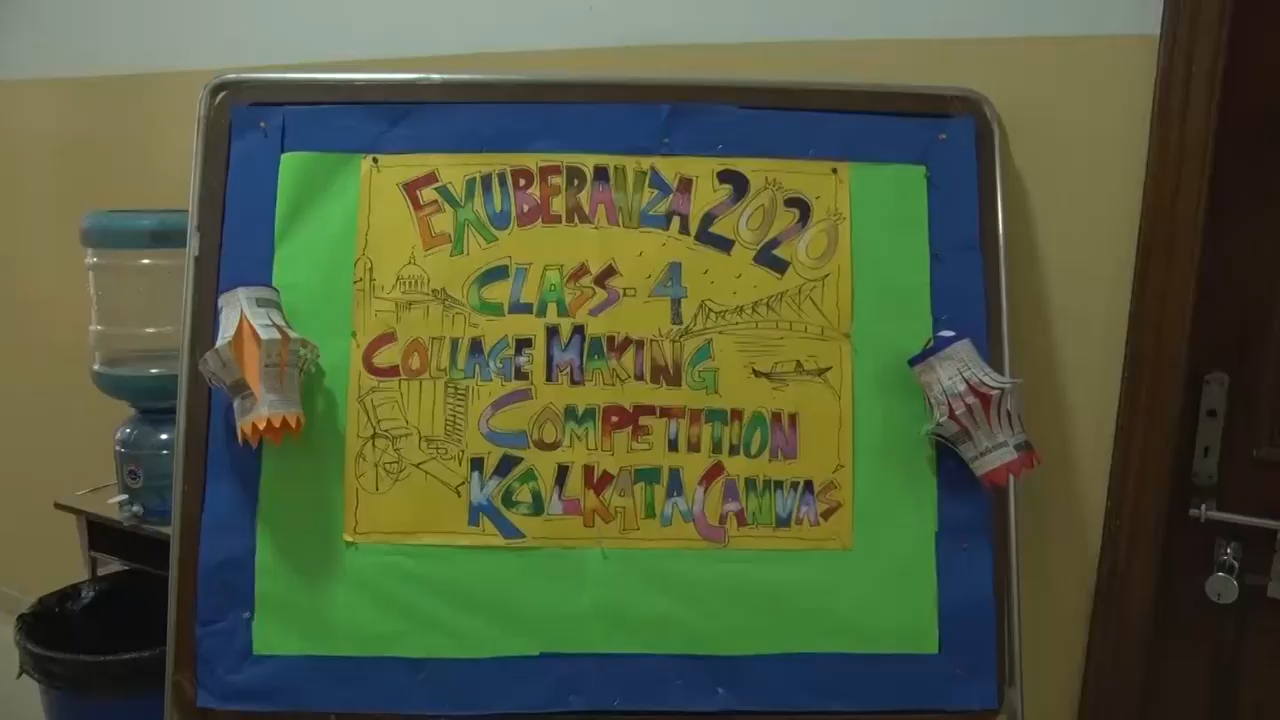 EXUBERANZA 2020
CLASS-4
COLLAGE MAKING
COMPETITION
KOLKATA CANVAS